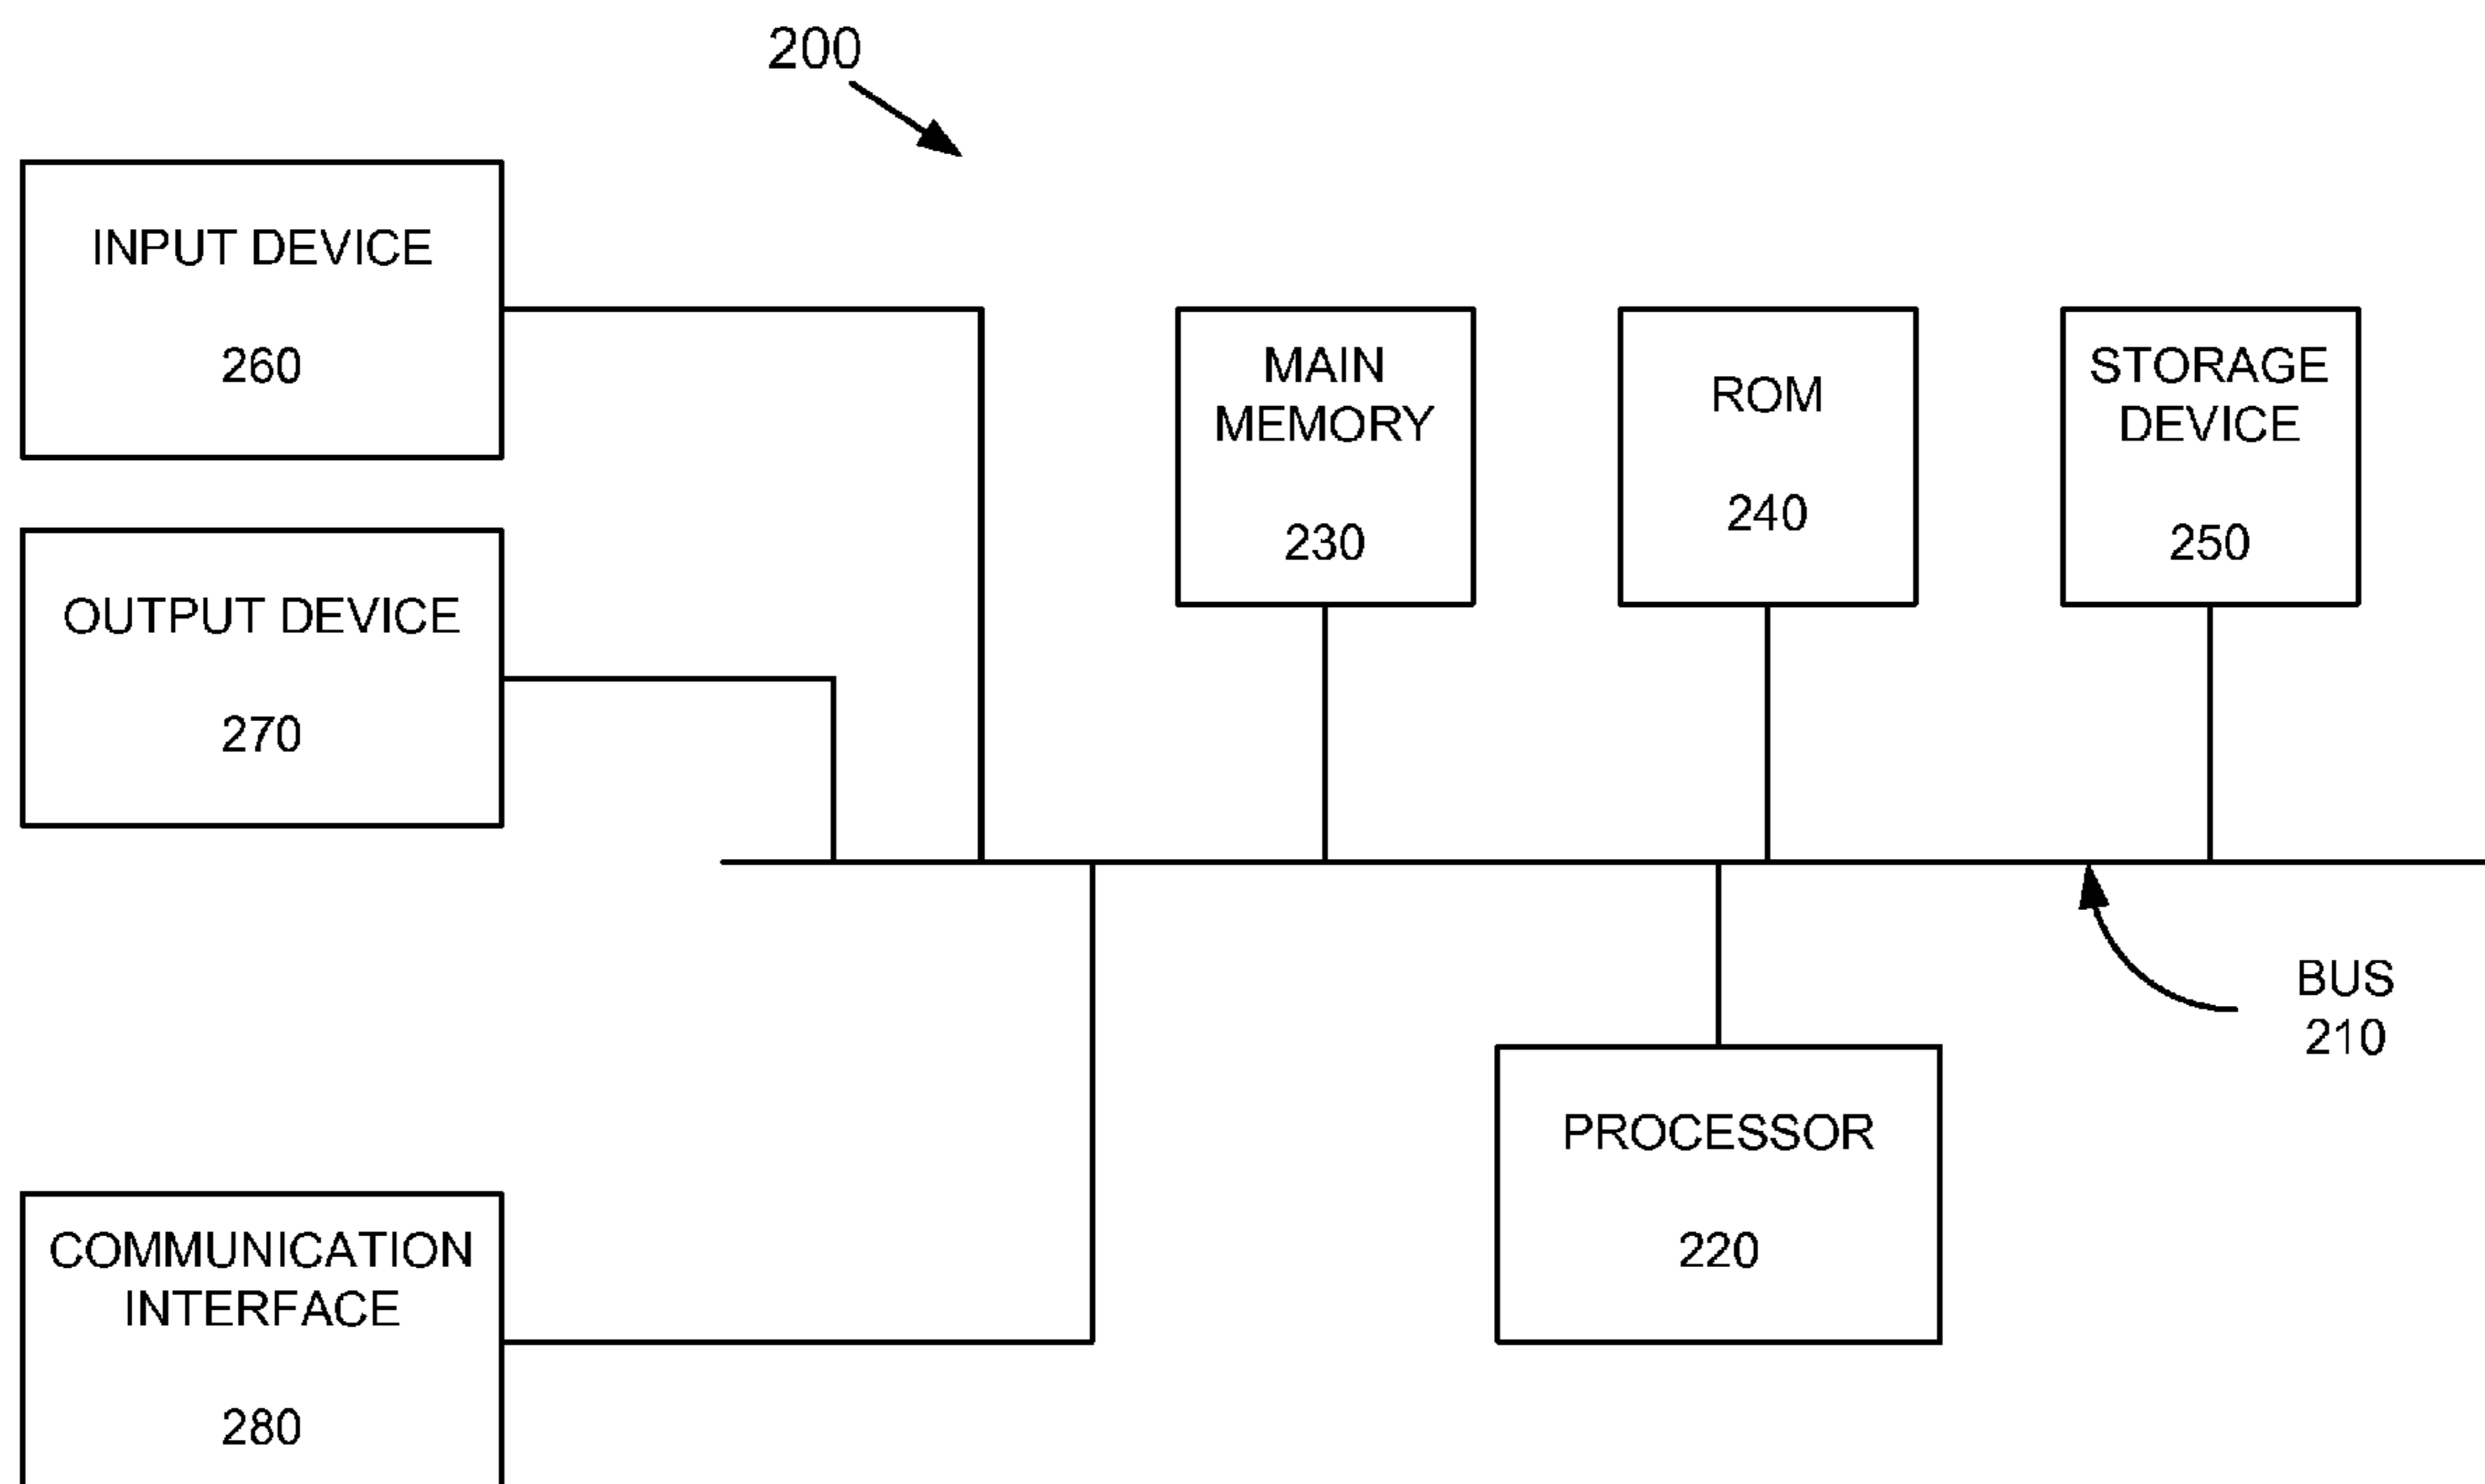 200
INPUT DEVICE
260
OUTPUT DEVICE
270
MAIN
MEMORY
230
ROM
240
STORAGE
DEVICE
250
BUS
210
PROCESSOR
220
COMMUNICATION
INTERFACE
280